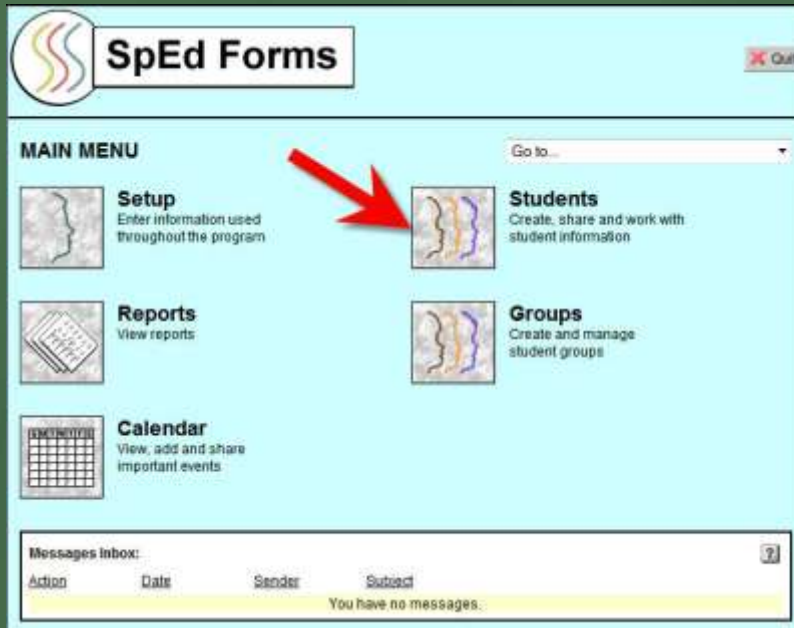 SpEd Forms
Qui
MAIN MENU
Go to...
Setup
Enter information used
throughout the program
Students
Create, share and work with
student information
Reports
View reports
Groups
Create and manage
student groups
Calendar
View, add and share
important events
Messages Inbox:
?
Action Date Sender Subject
You have no messages.